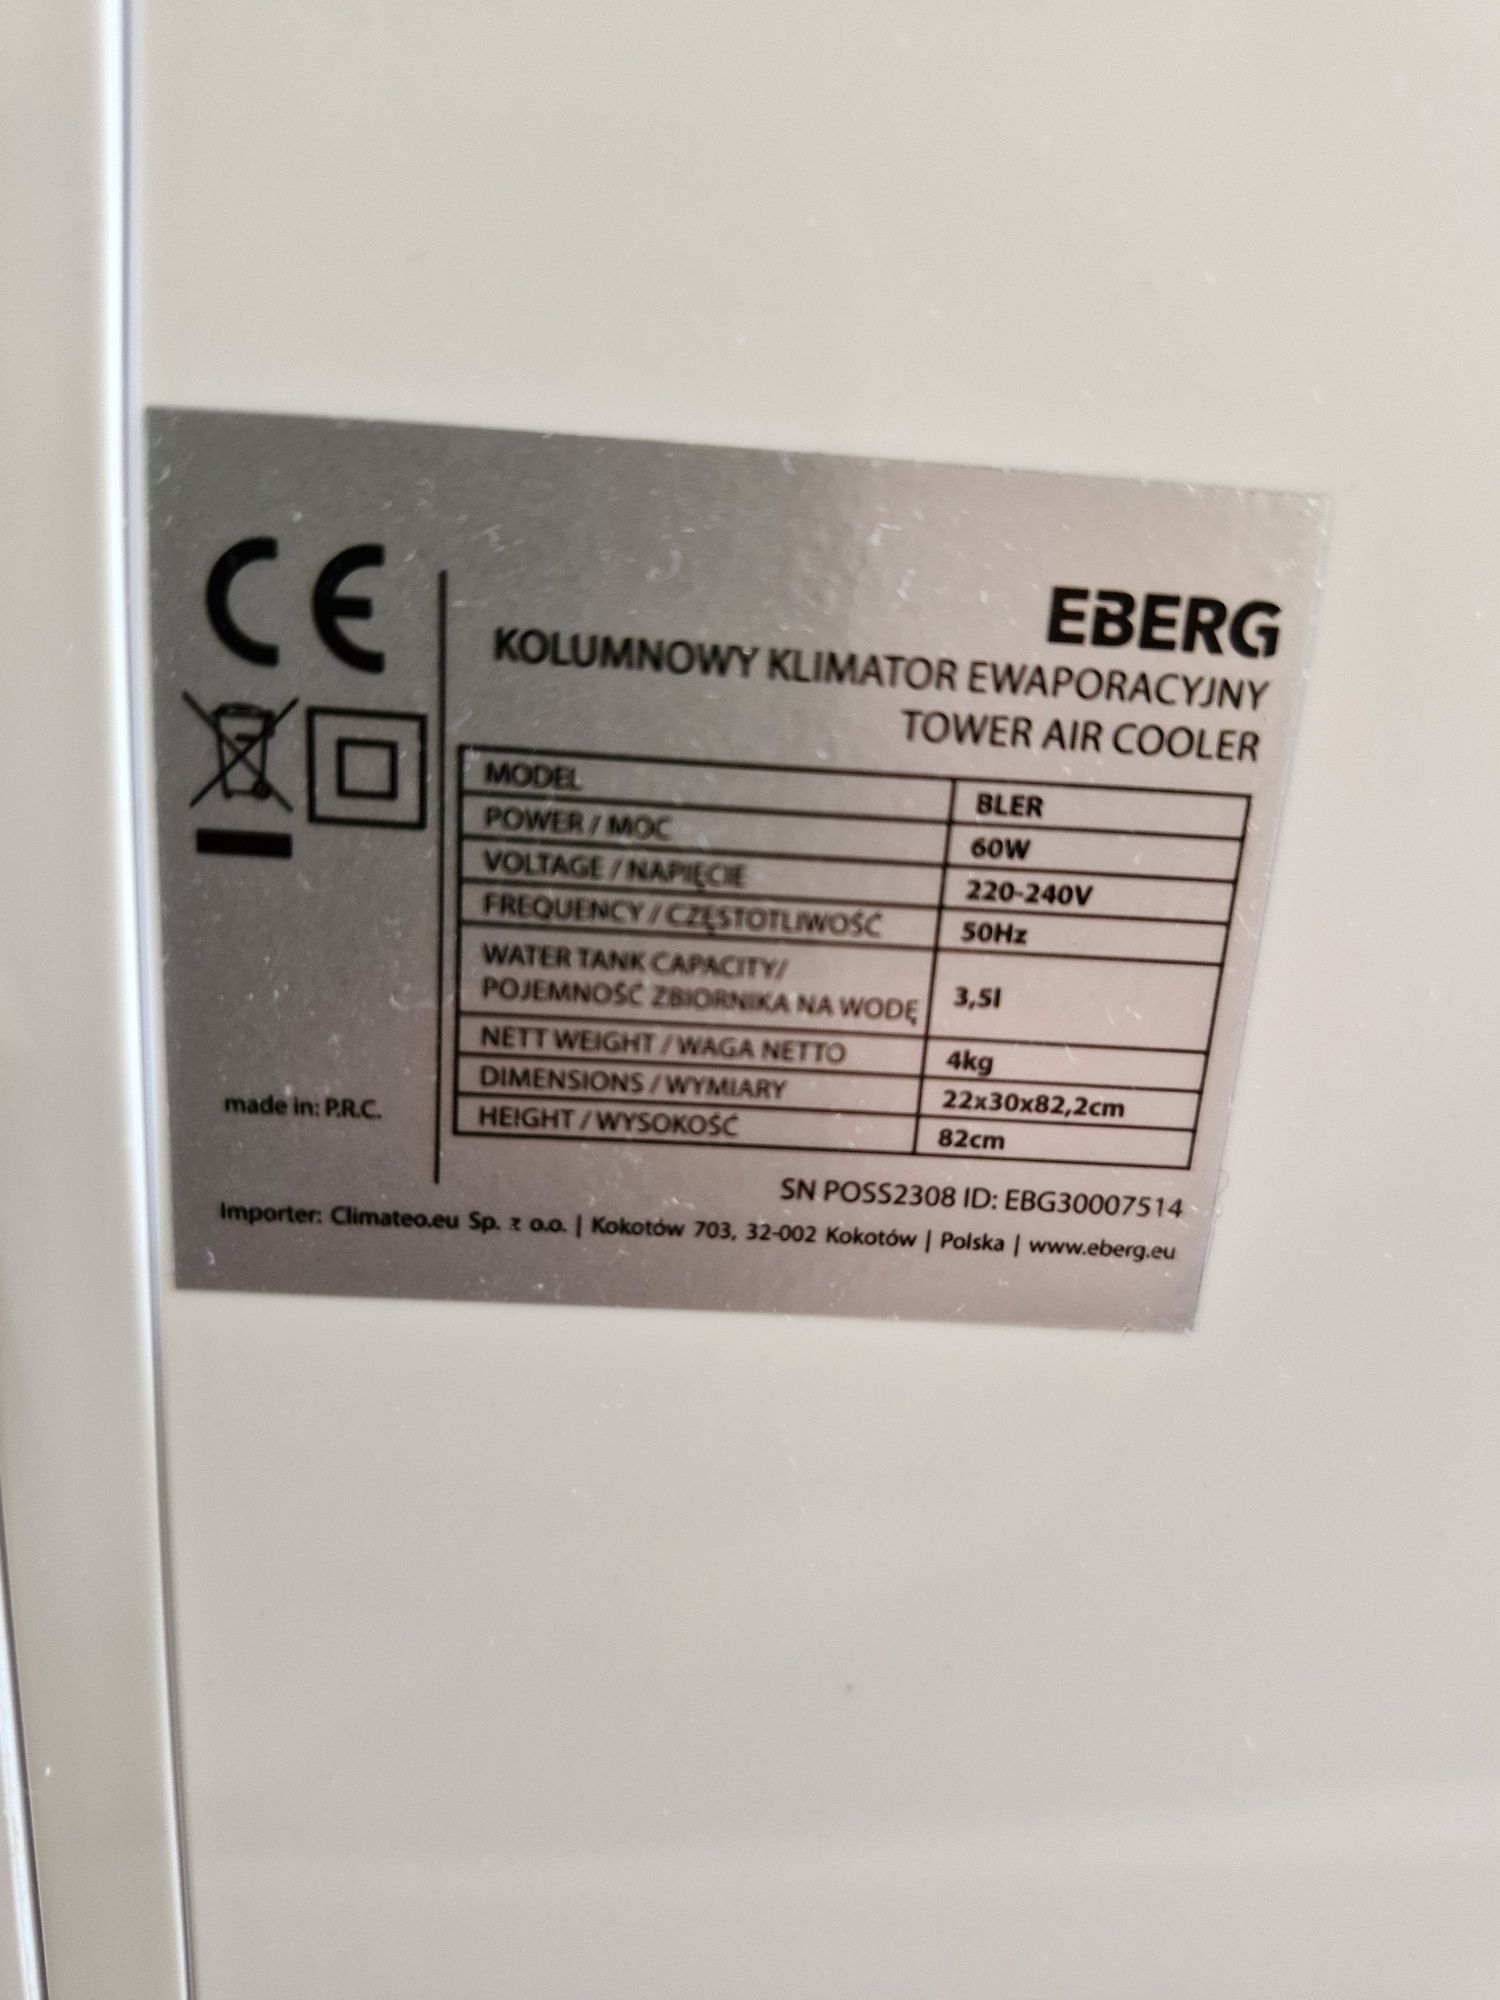 CE
EBERG
KOLUMNOWY KLIMATOR EWAPORACYJNY
TOWER AIR COOLER
MODEL BLER
POWER / MOC 60W
VOLTAGE / NAPIĘCIE 220-240V
FREQUENCY / CZĘSTOTLIWOŚĆ 50Hz
WATER TANK CAPACITY/
POJEMNOŚĆ ZBIORNIKA NA WODĘ 3,5l
NETT WEIGHT / WAGA NETTO 4kg
DIMENSIONS / WYMIARY 22x30x82,2cm
HEIGHT / WYSOKOŚĆ 82cm
made in: P.R.C.
SN POSS2308 ID: EBG30007514
Importer: Climateo.eu Sp. z o.o. | Kokotów 703, 32-002 Kokotów | Polska | www.eberg.eu